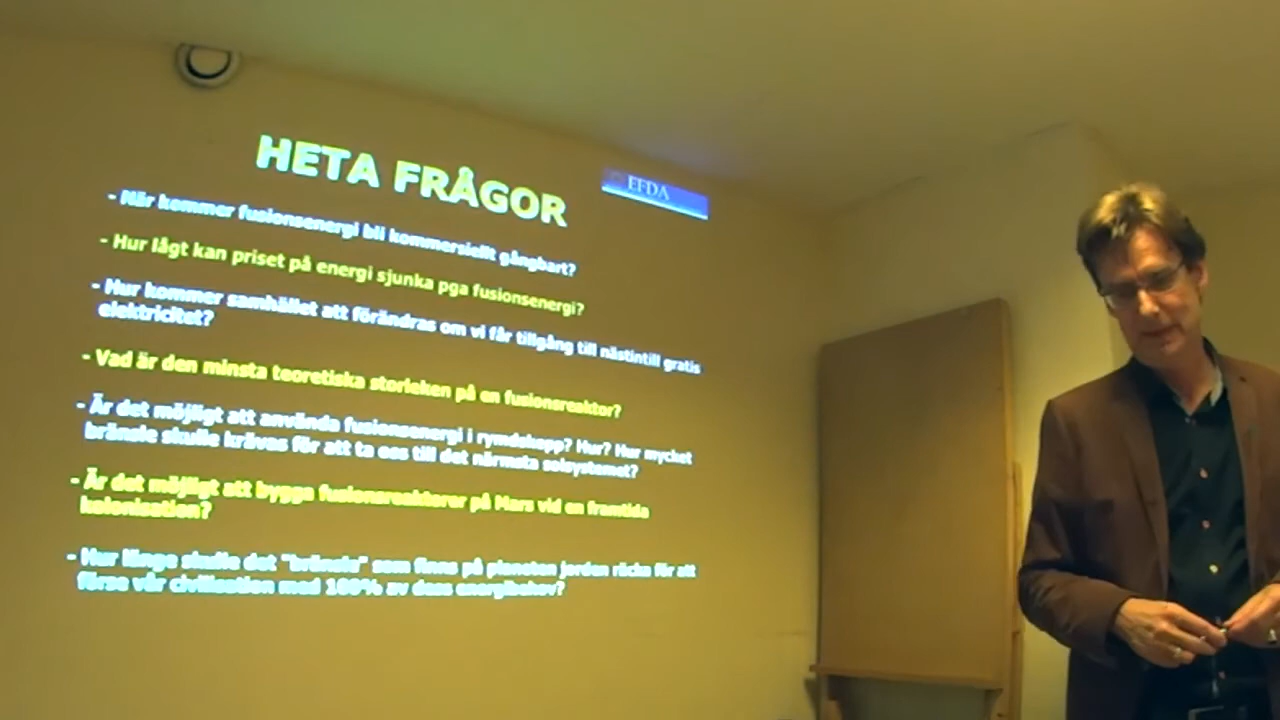 HETA FRÅGOR
EFDA
- När kommer fusionsenergi bli kommersiellt gångbart?
- Hur lågt kan priset på energi sjunka pga fusionsenergi?
- Hur kommer samhället att förändras om vi får tillgång till nästintill gratis
elektricitet?
- Vad är den minsta teoretiska storleken på en fusionsreaktor?
- Är det möjligt att använda fusionsenergi i rymdskepp? Hur? Hur mycket
bränsle skulle krävas för att ta oss till det närmsta solsystemet?
- Är det möjligt att bygga fusionsreaktorer på Mars vid en framtida
kolonisation?
- Hur länge skulle det "bränsle" som finns på planeten jorden räcka för att
förse vår civilisation med 100% av dess energibehov?